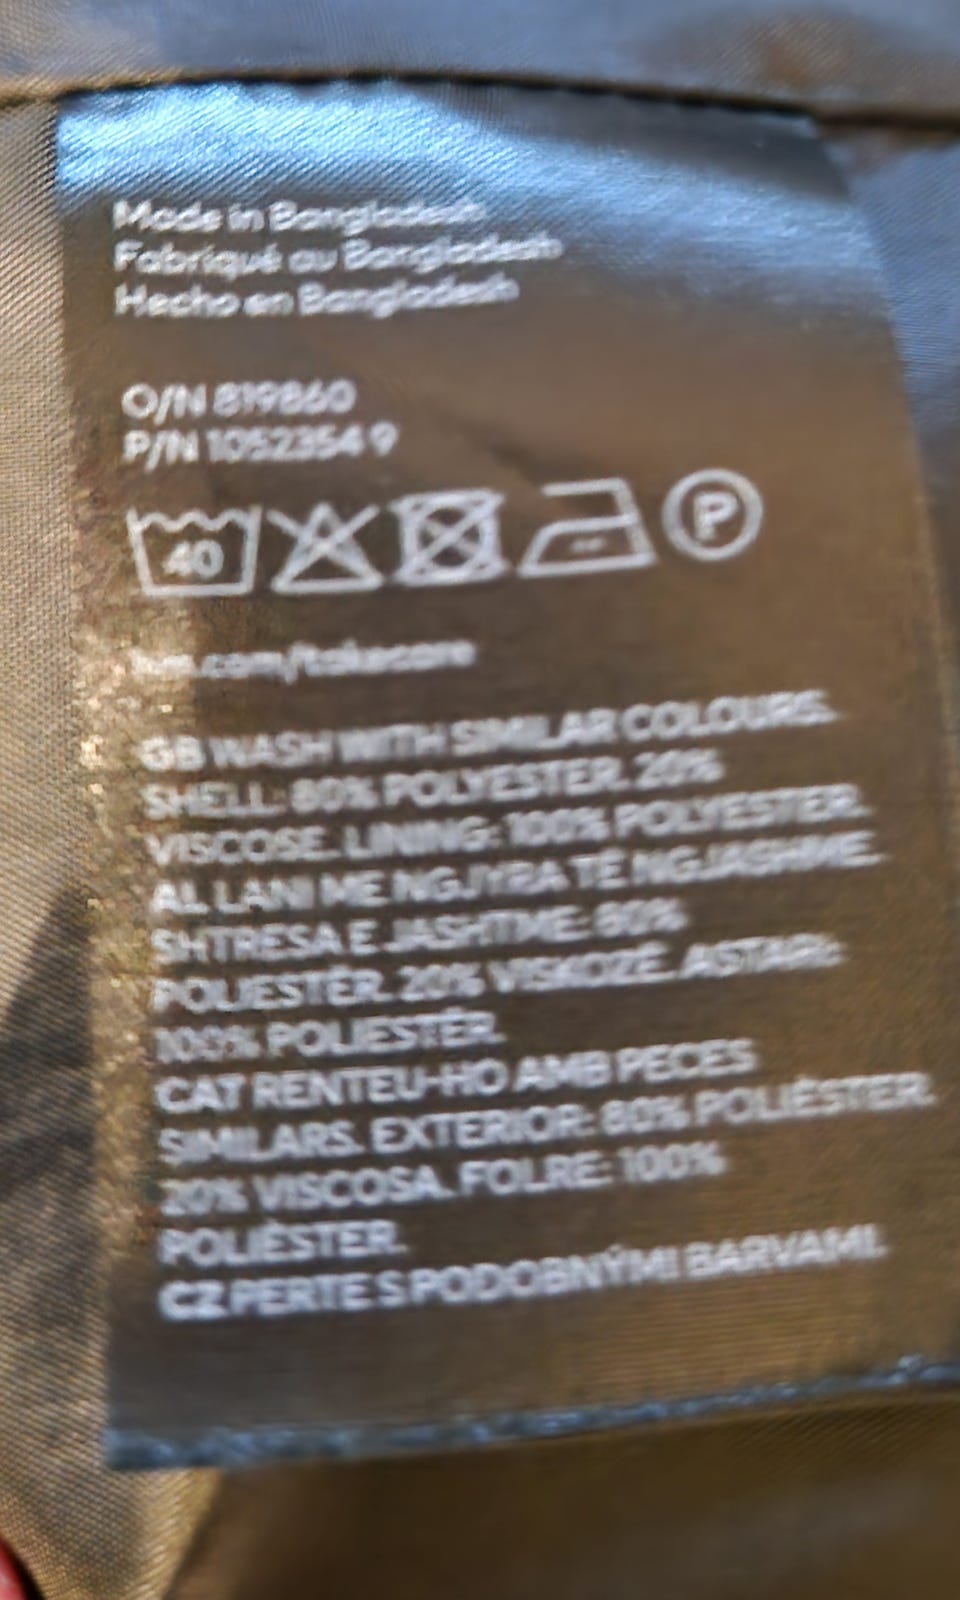 Made in Bangladesh
Fabriqué au Bangladesh
Hecho en Bangladesh
O/N 819860
P/N 1052354 9
40 P
hm.com/takecare
GB WASH WITH SIMILAR COLOURS.
SHELL: 80% POLYESTER. 20%
VISCOSE. LINING: 100% POLYESTER.
AL LANI ME NGJYRA TË NGJASHME.
SHTRESA E JASHTME: 80%
POLIESTËR. 20% VISKOZË. ASTARI:
100% POLIESTËR.
CAT RENTEU-HO AMB PECES
SIMILARS. EXTERIOR: 80% POLIÈSTER.
20% VISCOSA. FOLRE: 100%
POLIÈSTER.
CZ PERTE S PODOBNÝMI BARVAMI.